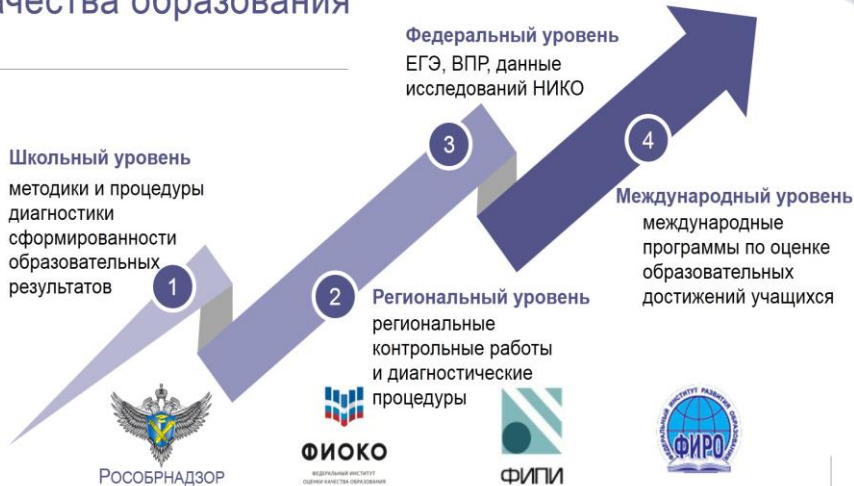 качества образования
Федеральный уровень
ЕГЭ, ВПР, данные
исследований НИКО
3
4
Школьный уровень
методики и процедуры
диагностики
сформированности
образовательных
результатов
1
Международный уровень
международные
программы по оценке
образовательных
достижений учащихся
2
Региональный уровень
региональные
контрольные работы
и диагностические
процедуры
РОСОБРНАДЗОР
ФИОКО
ФЕДЕРАЛЬНЫЙ ИНСТИТУТ
ОЦЕНКИ КАЧЕСТВА ОБРАЗОВАНИЯ
ФИПИ
ФЕДЕРАЛЬНЫЙ ИНСТИТУТ РАЗВИТИЯ ОБРАЗОВАНИЯ
ФИРО